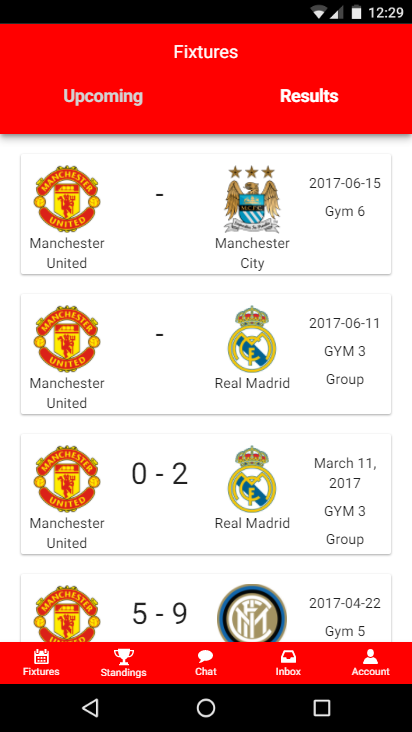 12:29
Fixtures
Upcoming Results
MANCHESTER
UNITED
-
2017-06-15
Gym 6
Manchester
United
Manchester
City
MANCHESTER
UNITED
-
2017-06-11
GYM 3
Group
Manchester
United
Real Madrid
MANCHESTER
UNITED
0 - 2
March 11,
2017
GYM 3
Group
Manchester
United
Real Madrid
MANCHESTER
5 - 9
2017-04-22
Gym 5
Fixtures Standings Chat Inbox Account